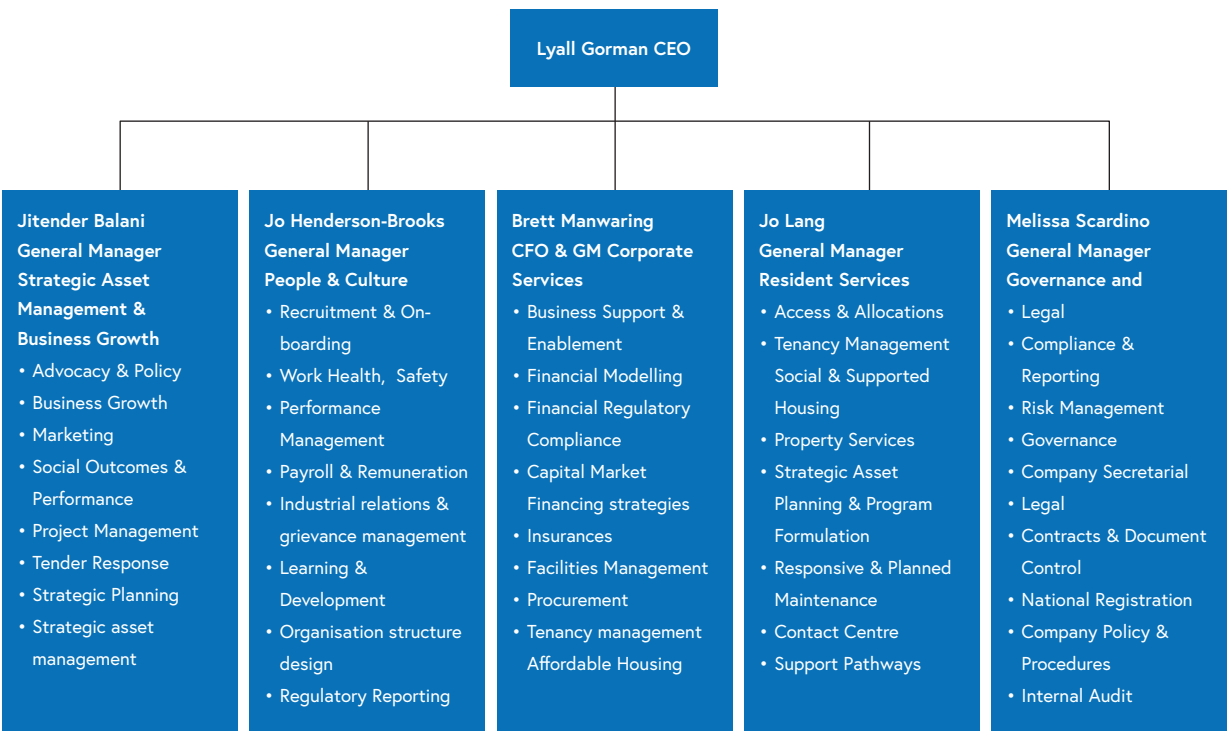 Lyall Gorman CEO
Jitender Balani
General Manager
Strategic Asset
Management &
Business Growth
• Advocacy & Policy
• Business Growth
• Marketing
• Social Outcomes &
Performance
• Project Management
• Tender Response
• Strategic Planning
• Strategic asset
management
Jo Henderson-Brooks
General Manager
People & Culture
• Recruitment & On-
boarding
• Work Health, Safety
• Performance
Management
• Payroll & Remuneration
• Industrial relations &
grievance management
• Learning &
Development
• Organisation structure
design
• Regulatory Reporting
Brett Manwaring
CFO & GM Corporate
Services
• Business Support &
Enablement
• Financial Modelling
• Financial Regulatory
Compliance
• Capital Market
Financing strategies
• Insurances
• Facilities Management
• Procurement
• Tenancy management
Affordable Housing
Jo Lang
General Manager
Resident Services
• Access & Allocations
• Tenancy Management
Social & Supported
Housing
• Property Services
• Strategic Asset
Planning & Program
Formulation
• Responsive & Planned
Maintenance
• Contact Centre
• Support Pathways
Melissa Scardino
General Manager
Governance and
• Legal
• Compliance &
Reporting
• Risk Management
• Governance
• Company Secretarial
• Legal
• Contracts & Document
Control
• National Registration
• Company Policy &
Procedures
• Internal Audit